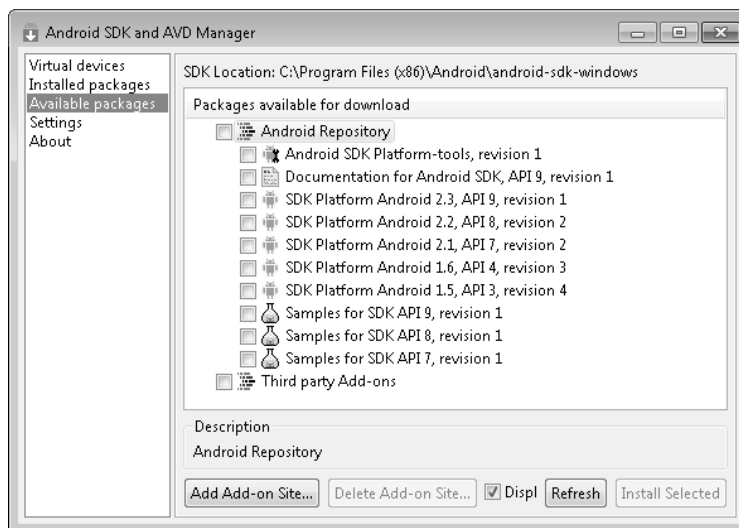 Android SDK and AVD Manager
Virtual devices
Installed packages
Available packages
Settings
About
SDK Location: C:\Program Files (x86)\Android\android-sdk-windows
Packages available for download
Android Repository
Android SDK Platform-tools, revision 1
Documentation for Android SDK, API 9, revision 1
SDK Platform Android 2.3, API 9, revision 1
SDK Platform Android 2.2, API 8, revision 2
SDK Platform Android 2.1, API 7, revision 2
SDK Platform Android 1.6, API 4, revision 3
SDK Platform Android 1.5, API 3, revision 4
Samples for SDK API 9, revision 1
Samples for SDK API 8, revision 1
Samples for SDK API 7, revision 1
Third party Add-ons
Description
Android Repository
Add Add-on Site... Delete Add-on Site... Displ Refresh Install Selected